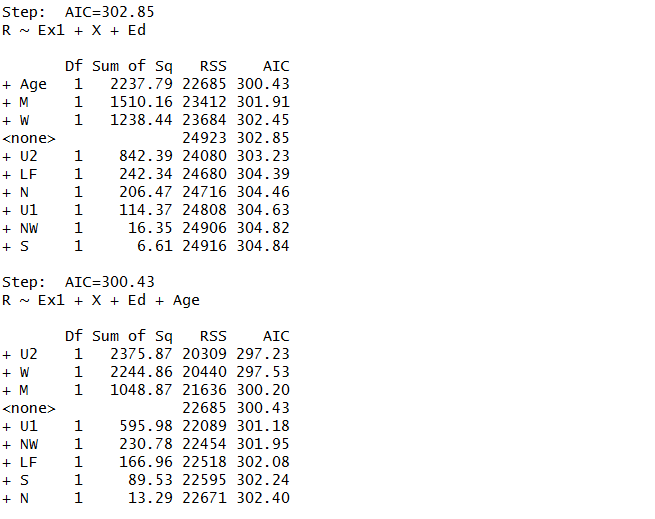 Step:  AIC=302.85
R ~ Ex1 + X + Ed
       Df Sum of Sq   RSS    AIC
+ Age   1   2237.79 22685 300.43
+ M     1   1510.16 23412 301.91
+ W     1   1238.44 23684 302.45
<none>              24923 302.85
+ U2    1    842.39 24080 303.23
+ LF    1    242.34 24680 304.39
+ N     1    206.47 24716 304.46
+ U1    1    114.37 24808 304.63
+ NW    1     16.35 24906 304.82
+ S     1      6.61 24916 304.84
Step:  AIC=300.43
R ~ Ex1 + X + Ed + Age
       Df Sum of Sq   RSS    AIC
+ U2    1   2375.87 20309 297.23
+ W     1   2244.86 20440 297.53
+ M     1   1048.87 21636 300.20
<none>              22685 300.43
+ U1    1    595.98 22089 301.18
+ NW    1    230.78 22454 301.95
+ LF    1    166.96 22518 302.08
+ S     1     89.53 22595 302.24
+ N     1     13.29 22671 302.40